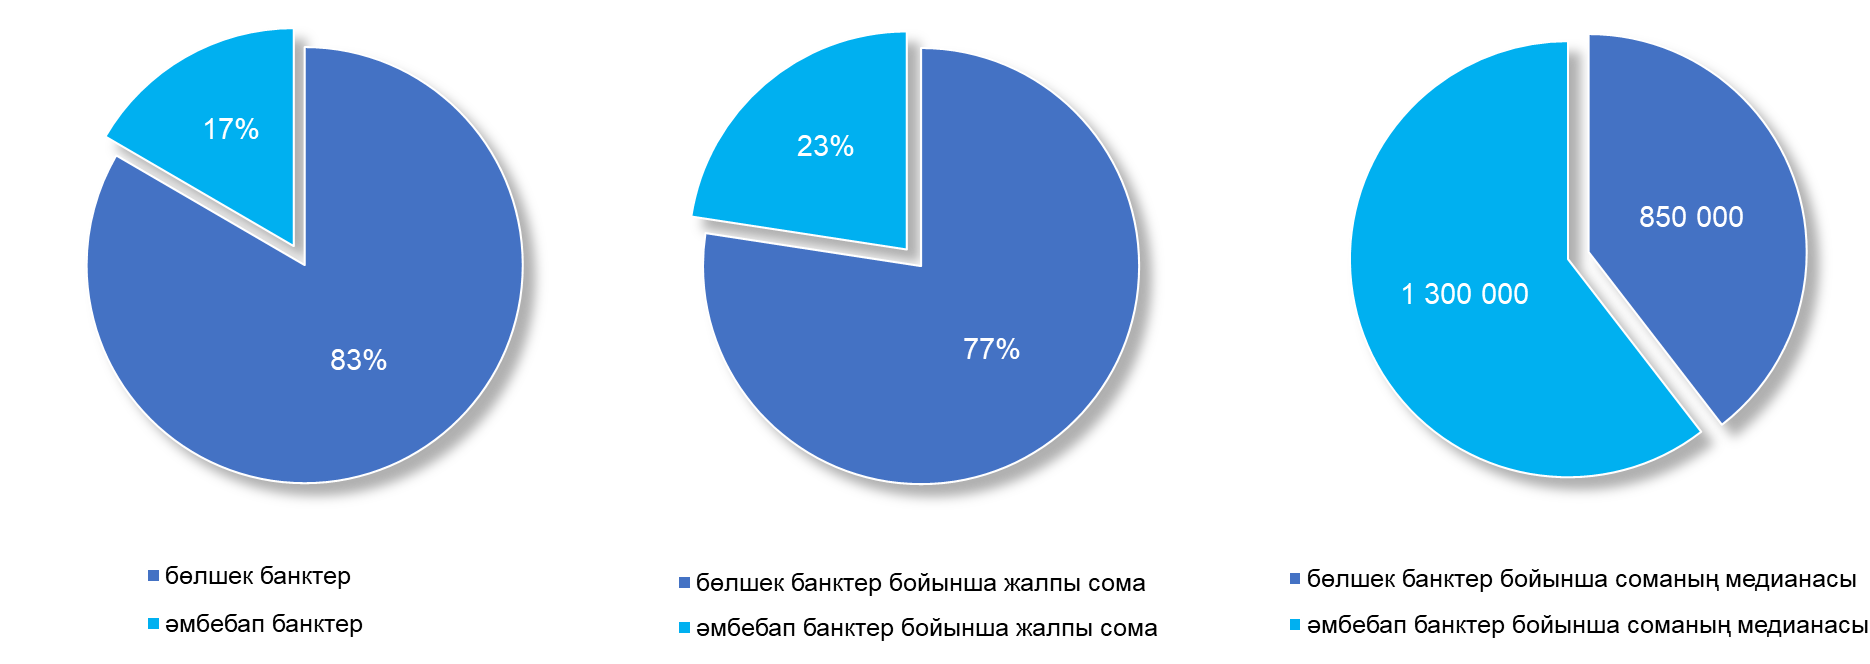 17%
83%
бөлшек банктер
әмбебап банктер
23%
77%
бөлшек банктер бойынша жалпы сома
әмбебап банктер бойынша жалпы сома
850 000
1 300 000
бөлшек банктер бойынша соманың медианасы
әмбебап банктер бойынша соманың медианасы